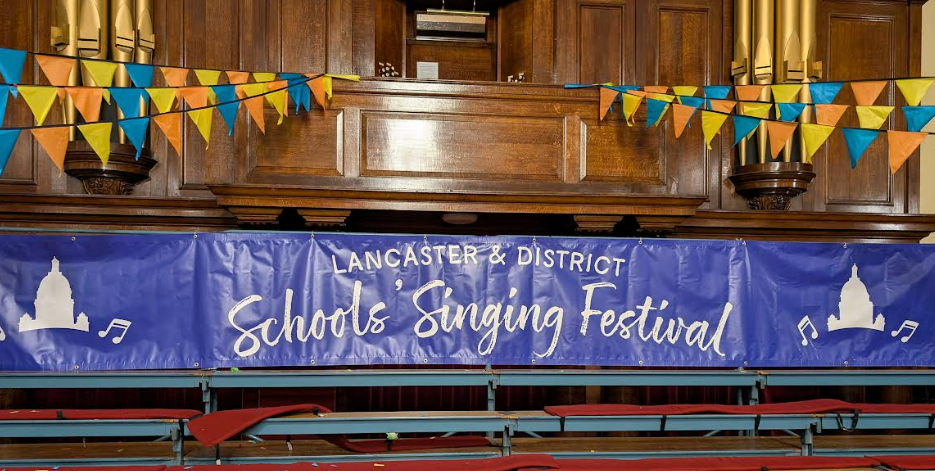 LANCASTER & DISTRICT
Schools' Singing Festival